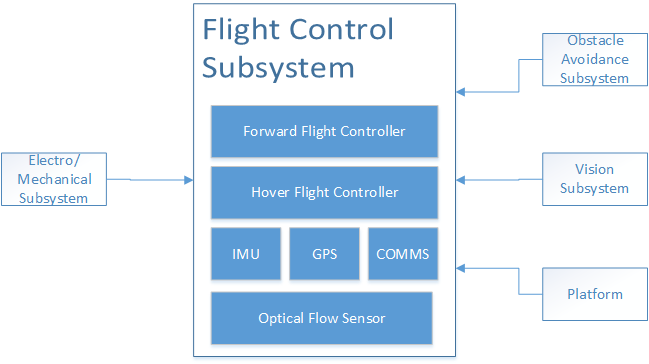 Flight Control
Subsystem
Forward Flight Controller
Hover Flight Controller
IMU
GPS
COMMS
Optical Flow Sensor
Electro/
Mechanical
Subsystem
Obstacle
Avoidance
Subsystem
Vision
Subsystem
Platform